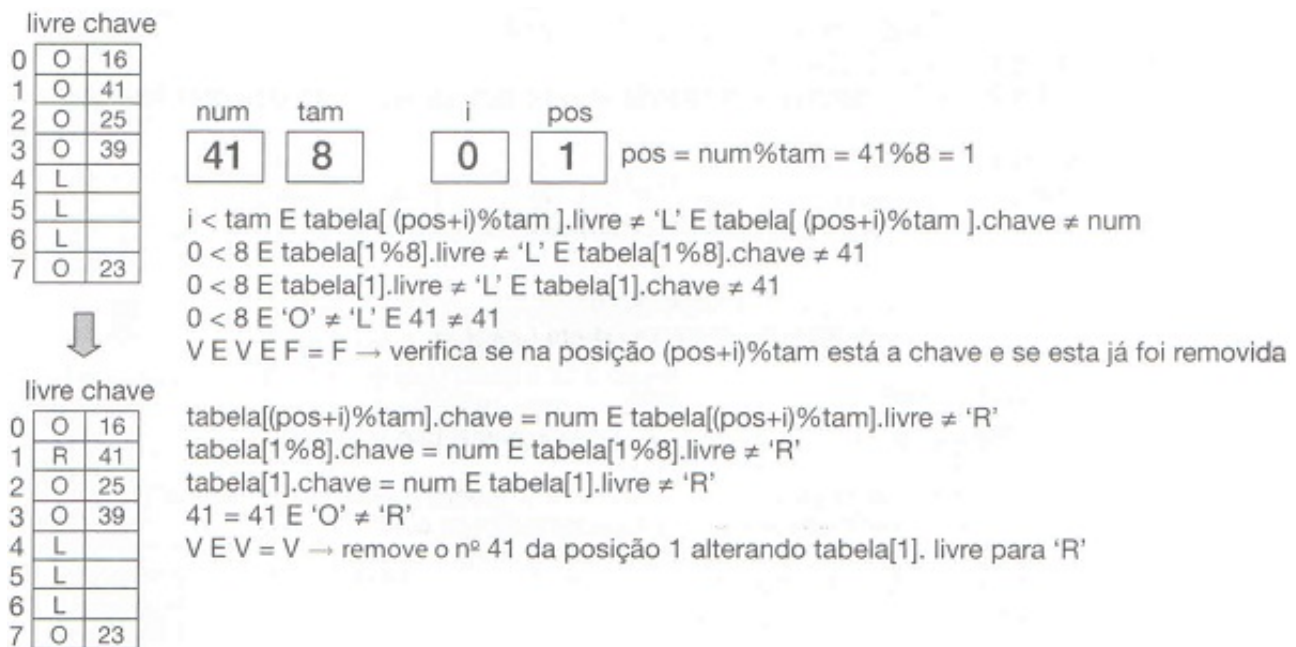 livre chave
0 O 16
1 O 41
2 O 25
3 O 39
4 L
5 L
6 L
7 O 23
num tam i pos
41 8 0 1 pos = num%tam = 41%8 = 1
i < tam E tabela[ (pos+i)%tam ].livre ≠ ‘L’ E tabela[ (pos+i)%tam ].chave ≠ num
0 < 8 E tabela[1%8].livre ≠ ‘L’ E tabela[1%8].chave ≠ 41
0 < 8 E tabela[1].livre ≠ ‘L’ E tabela[1].chave ≠ 41
0 < 8 E ‘O’ ≠ ‘L’ E 41 ≠ 41
V E V E F = F → verifica se na posição (pos+i)%tam está a chave e se esta já foi removida
livre chave
0 O 16
1 R 41
2 O 25
3 O 39
4 L
5 L
6 L
7 O 23
tabela[(pos+i)%tam].chave = num E tabela[(pos+i)%tam].livre ≠ ‘R’
tabela[1%8].chave = num E tabela[1%8].livre ≠ ‘R’
tabela[1].chave = num E tabela[1].livre ≠ ‘R’
41 = 41 E ‘O’ ≠ ‘R’
V E V = V → remove o nº 41 da posição 1 alterando tabela[1]. livre para ‘R’